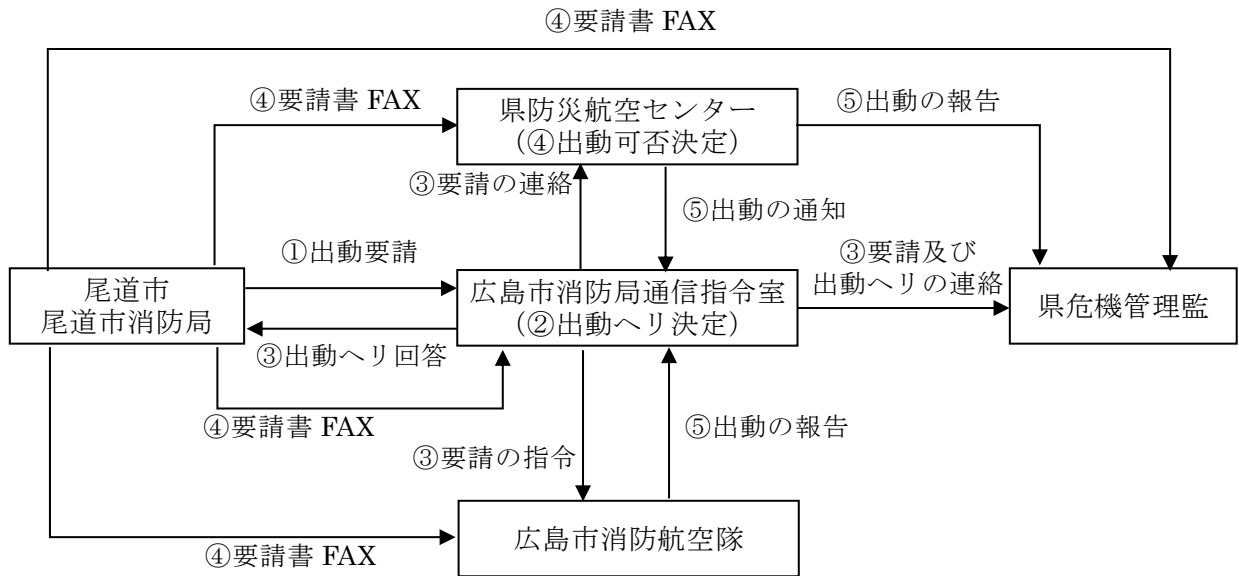 ④要請書 FAX
④要請書 FAX
県防災航空センター
（④出動可否決定）
⑤出動の報告
③要請の連絡
⑤出動の通知
①出動要請
③要請及び
出動ヘリの連絡
尾道市
尾道市消防局
広島市消防局通信指令室
（②出動ヘリ決定）
県危機管理監
③出動ヘリ回答
④要請書 FAX
⑤出動の報告
③要請の指令
広島市消防航空隊
④要請書 FAX